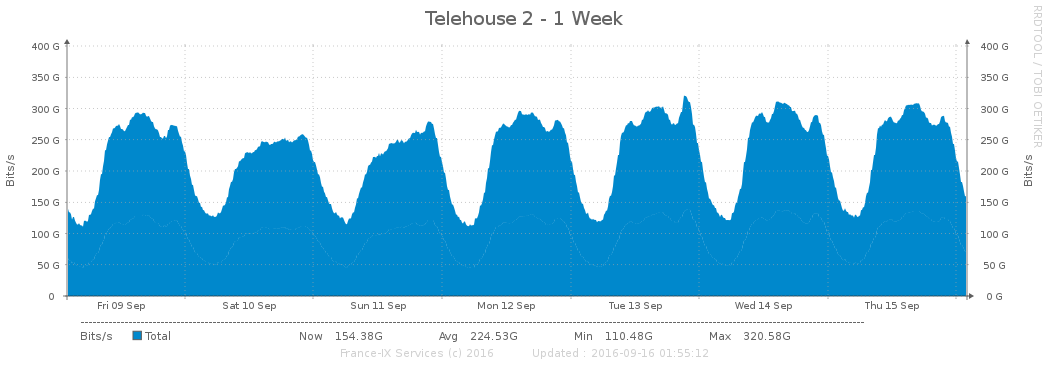 Telehouse 2 - 1 Week
RRDTOOL / TOBI OETIKER
400 G 400 G
350 G 350 G
300 G 300 G
250 G 250 G
200 G 200 G
150 G 150 G
100 G 100 G
50 G 50 G
0 0 G
Bits/s
Bits/s
Fri 09 Sep Sat 10 Sep Sun 11 Sep Mon 12 Sep Tue 13 Sep Wed 14 Sep Thu 15 Sep
Bits/s Total Now 154.38G Avg 224.53G Min 110.48G Max 320.58G
France-IX Services (c) 2016 Updated : 2016-09-16 01:55:12